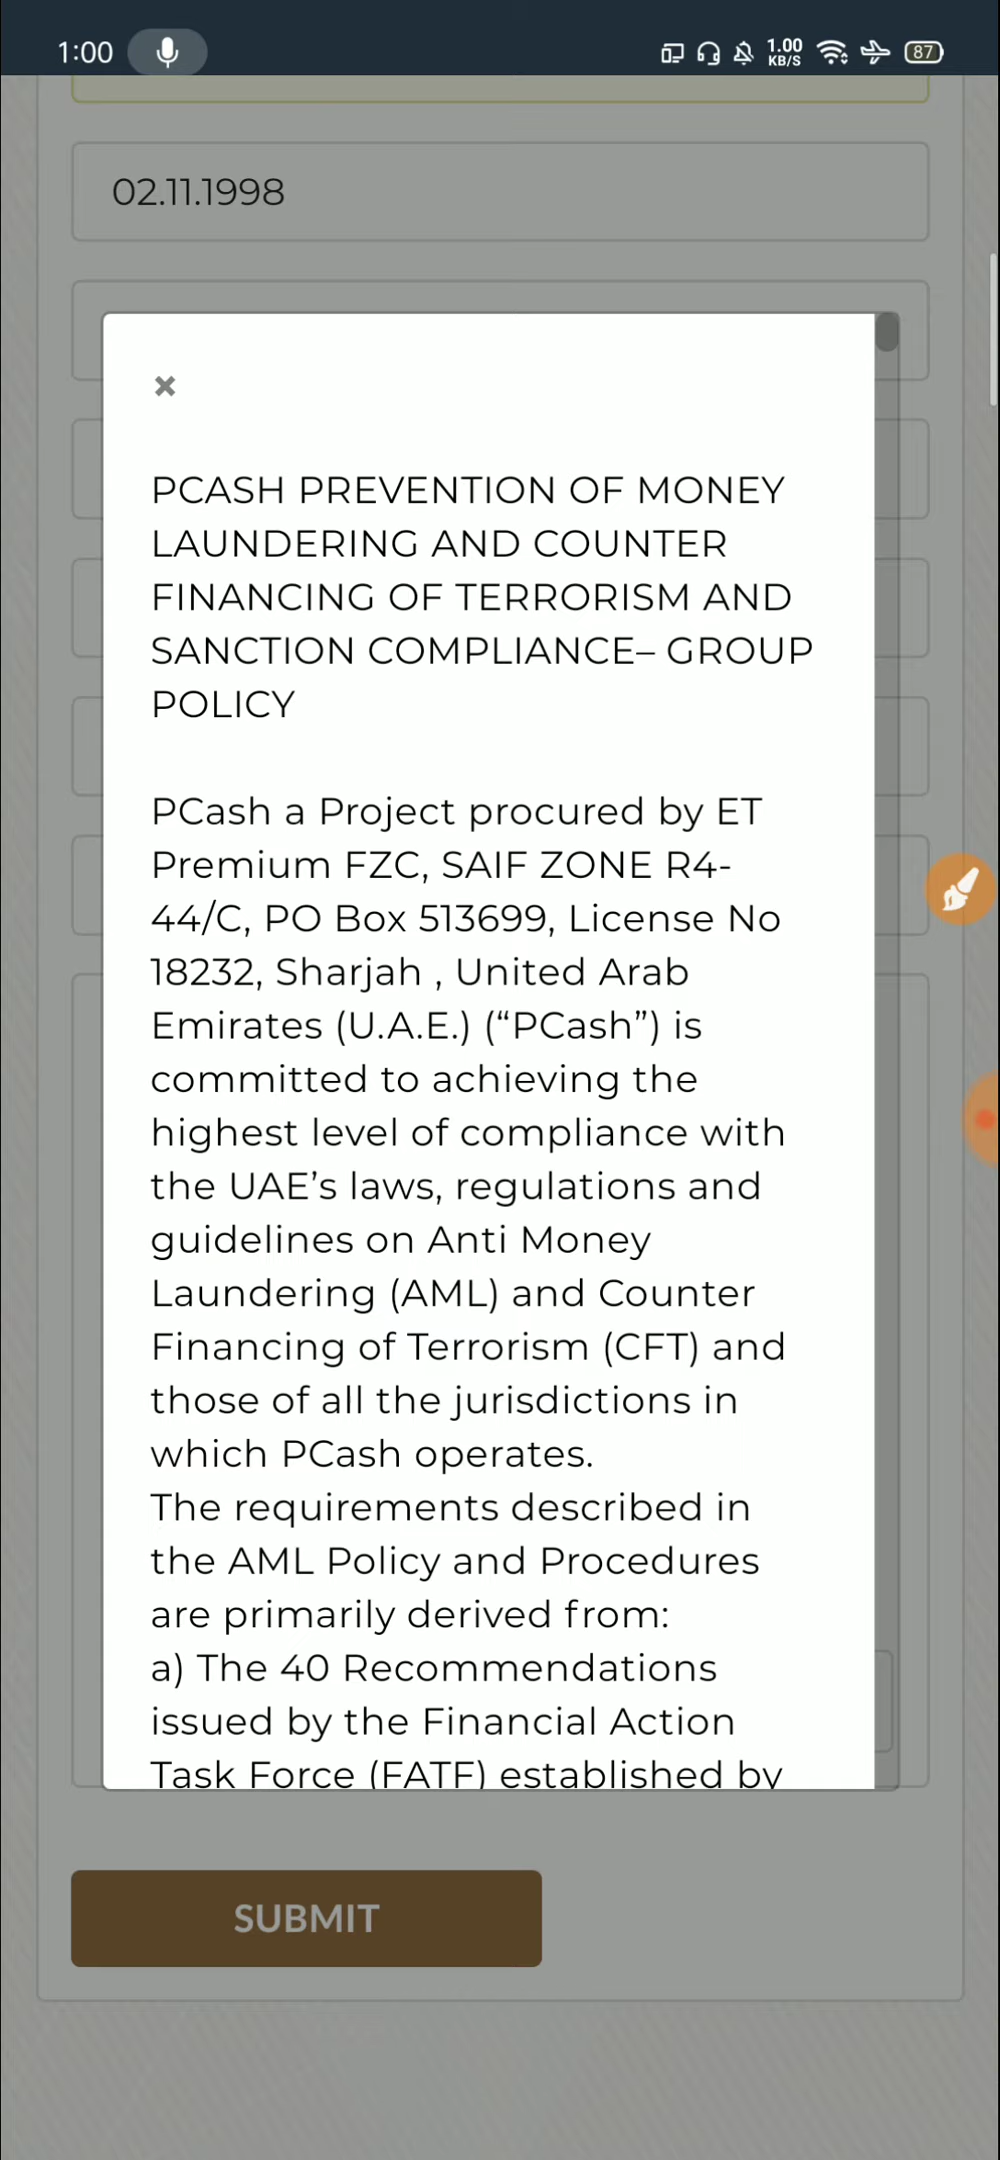 1:00
1.00
KB/S
87
02.11.1998
×
PCASH PREVENTION OF MONEY
LAUNDERING AND COUNTER
FINANCING OF TERRORISM AND
SANCTION COMPLIANCE– GROUP
POLICY
PCash a Project procured by ET
Premium FZC, SAIF ZONE R4-
44/C, PO Box 513699, License No
18232, Sharjah , United Arab
Emirates (U.A.E.) (“PCash”) is
committed to achieving the
highest level of compliance with
the UAE’s laws, regulations and
guidelines on Anti Money
Laundering (AML) and Counter
Financing of Terrorism (CFT) and
those of all the jurisdictions in
which PCash operates.
The requirements described in
the AML Policy and Procedures
are primarily derived from:
a) The 40 Recommendations
issued by the Financial Action
Task Force (FATF) established by
SUBMIT